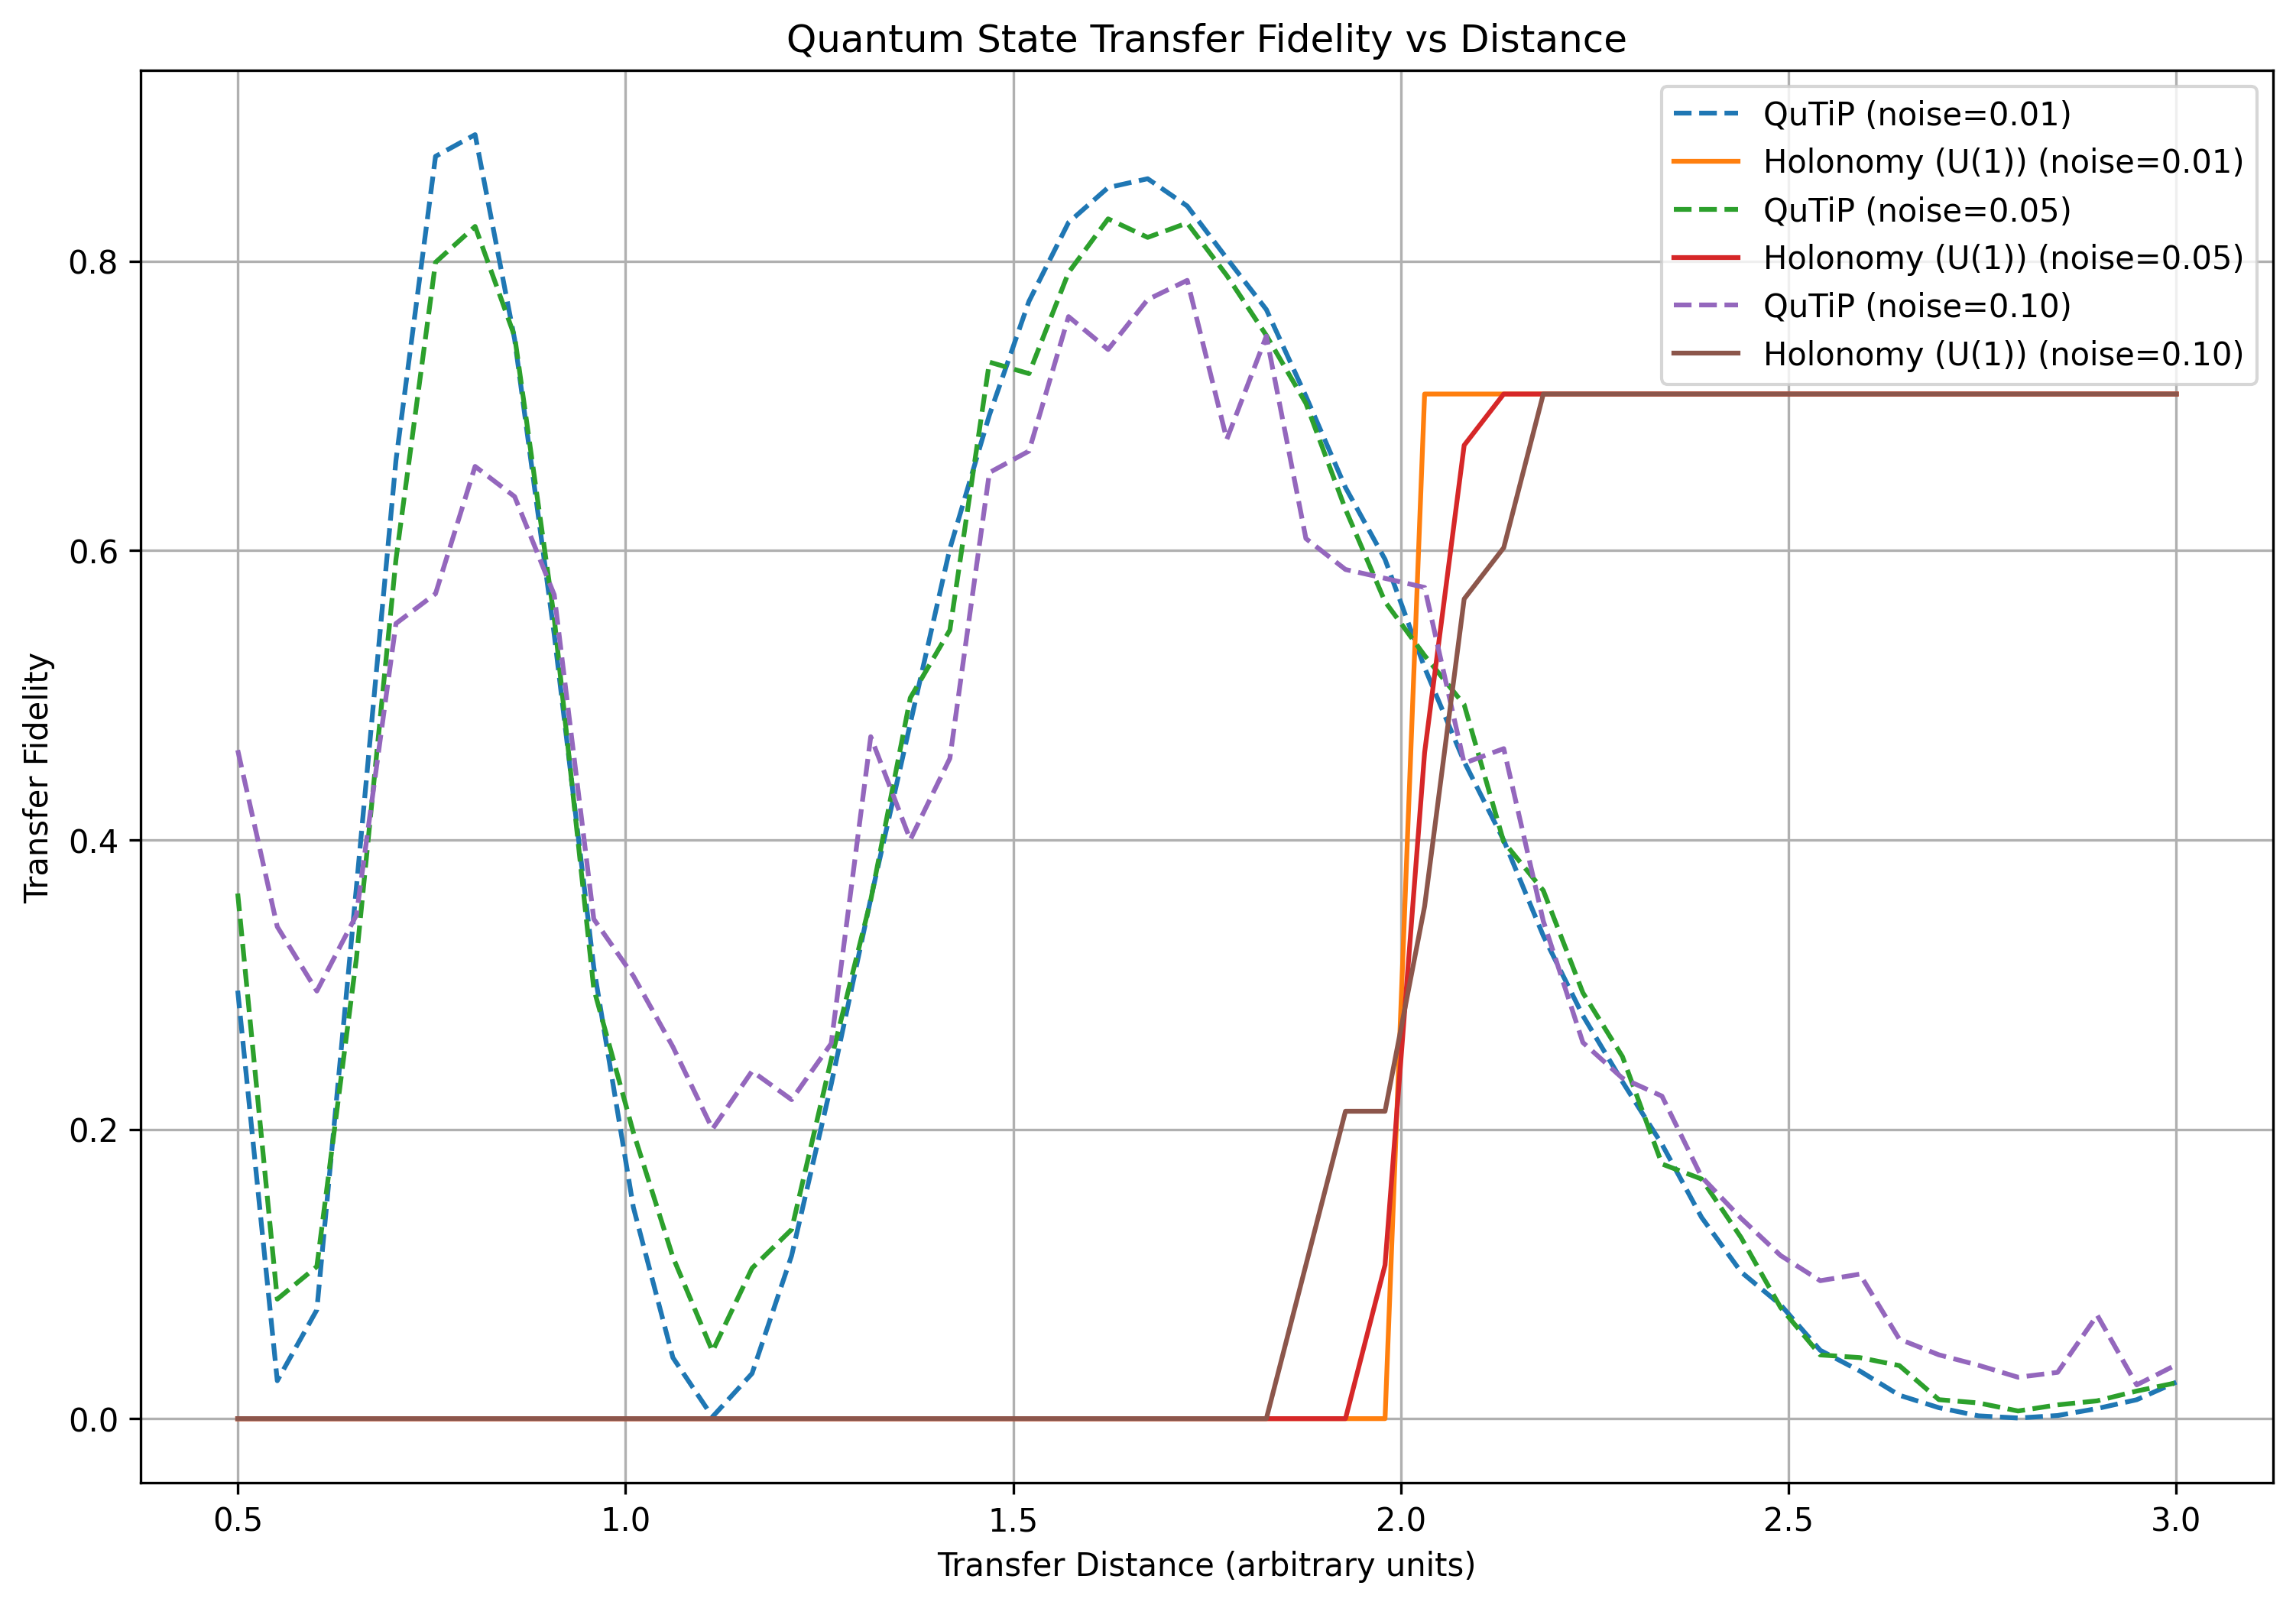 Quantum State Transfer Fidelity vs Distance
QuTiP (noise=0.01)
Holonomy (U(1)) (noise=0.01)
QuTiP (noise=0.05)
Holonomy (U(1)) (noise=0.05)
QuTiP (noise=0.10)
Holonomy (U(1)) (noise=0.10)
Transfer Fidelity
0.8
0.6
0.4
0.2
0.0
0.5 1.0 1.5 2.0 2.5 3.0
Transfer Distance (arbitrary units)